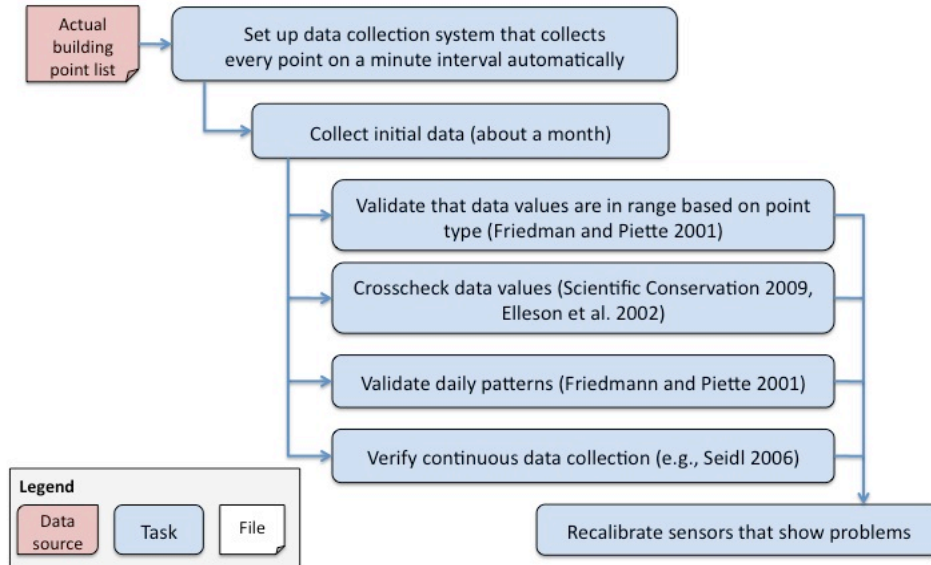 Actual
building
point list
Set up data collection system that collects
every point on a minute interval automatically
Collect initial data (about a month)
Validate that data values are in range based on point
type (Friedman and Piette 2001)
Crosscheck data values (Scientific Conservation 2009,
Elleson et al. 2002)
Validate daily patterns (Friedmann and Piette 2001)
Verify continuous data collection (e.g., Seidl 2006)
Recalibrate sensors that show problems
Legend
Data
source
Task
File